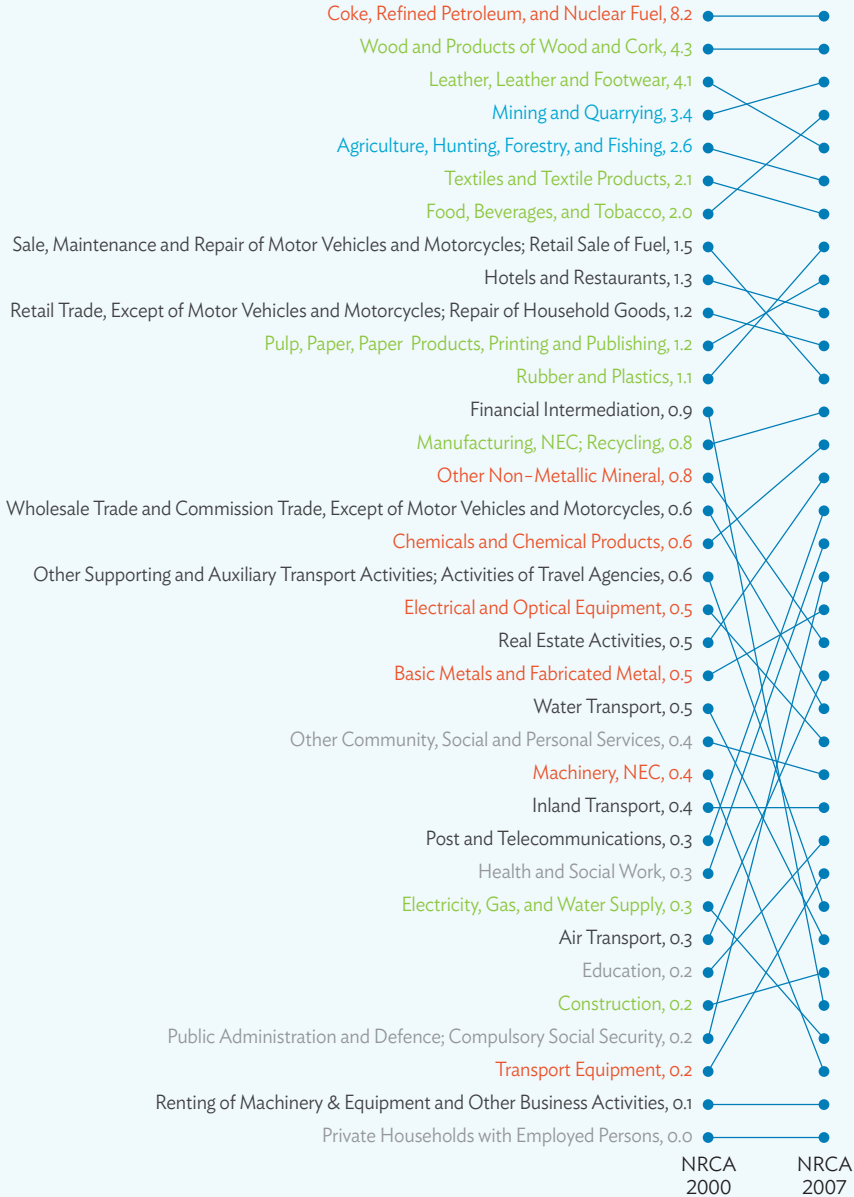 Coke, Refined Petroleum, and Nuclear Fuel, 8.2
Wood and Products of Wood and Cork, 4.3
Leather, Leather and Footwear, 4.1
Mining and Quarrying, 3.4
Agriculture, Hunting, Forestry, and Fishing, 2.6
Textiles and Textile Products, 2.1
Food, Beverages, and Tobacco, 2.0
Sale, Maintenance and Repair of Motor Vehicles and Motorcycles; Retail Sale of Fuel, 1.5
Hotels and Restaurants, 1.3
Retail Trade, Except of Motor Vehicles and Motorcycles; Repair of Household Goods, 1.2
Pulp, Paper, Paper Products, Printing and Publishing, 1.2
Rubber and Plastics, 1.1
Financial Intermediation, 0.9
Manufacturing, NEC; Recycling, 0.8
Other Non-Metallic Mineral, 0.8
Wholesale Trade and Commission Trade, Except of Motor Vehicles and Motorcycles, 0.6
Chemicals and Chemical Products, 0.6
Other Supporting and Auxiliary Transport Activities; Activities of Travel Agencies, 0.6
Electrical and Optical Equipment, 0.5
Real Estate Activities, 0.5
Basic Metals and Fabricated Metal, 0.5
Water Transport, 0.5
Other Community, Social and Personal Services, 0.4
Machinery, NEC, 0.4
Inland Transport, 0.4
Post and Telecommunications, 0.3
Health and Social Work, 0.3
Electricity, Gas, and Water Supply, 0.3
Air Transport, 0.3
Education, 0.2
Construction, 0.2
Public Administration and Defence; Compulsory Social Security, 0.2
Transport Equipment, 0.2
Renting of Machinery & Equipment and Other Business Activities, 0.1
Private Households with Employed Persons, 0.0
NRCA NRCA
2000 2007